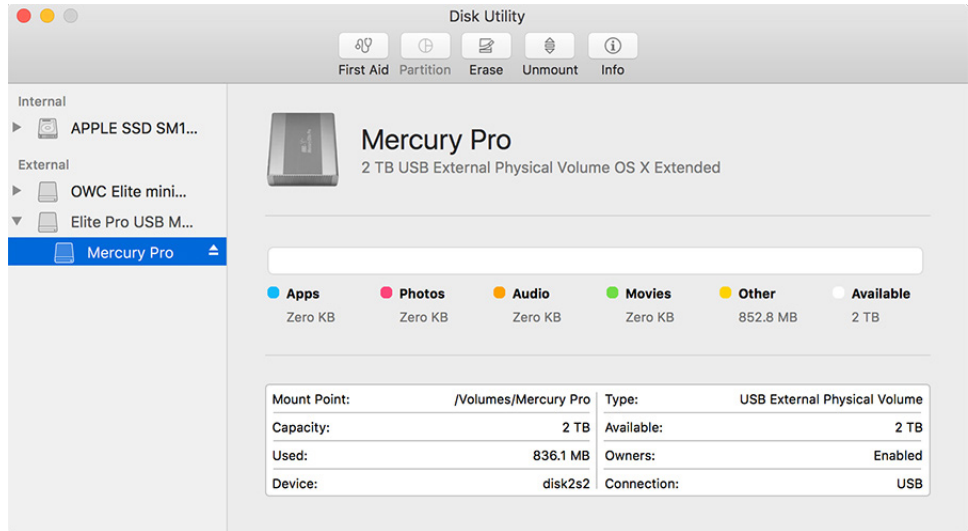 Disk Utility
First Aid Partition Erase Unmount Info
Internal
APPLE SSD SM1...
External
OWC Elite mini...
Elite Pro USB M...
Mercury Pro
Mercury Pro
2 TB USB External Physical Volume OS X Extended
Apps Photos Audio Movies Other Available
Zero KB Zero KB Zero KB Zero KB 852.8 MB 2 TB
Mount Point: /Volumes/Mercury Pro Type: USB External Physical Volume
Capacity: 2 TB Available: 2 TB
Used: 836.1 MB Owners: Enabled
Device: disk2s2 Connection: USB